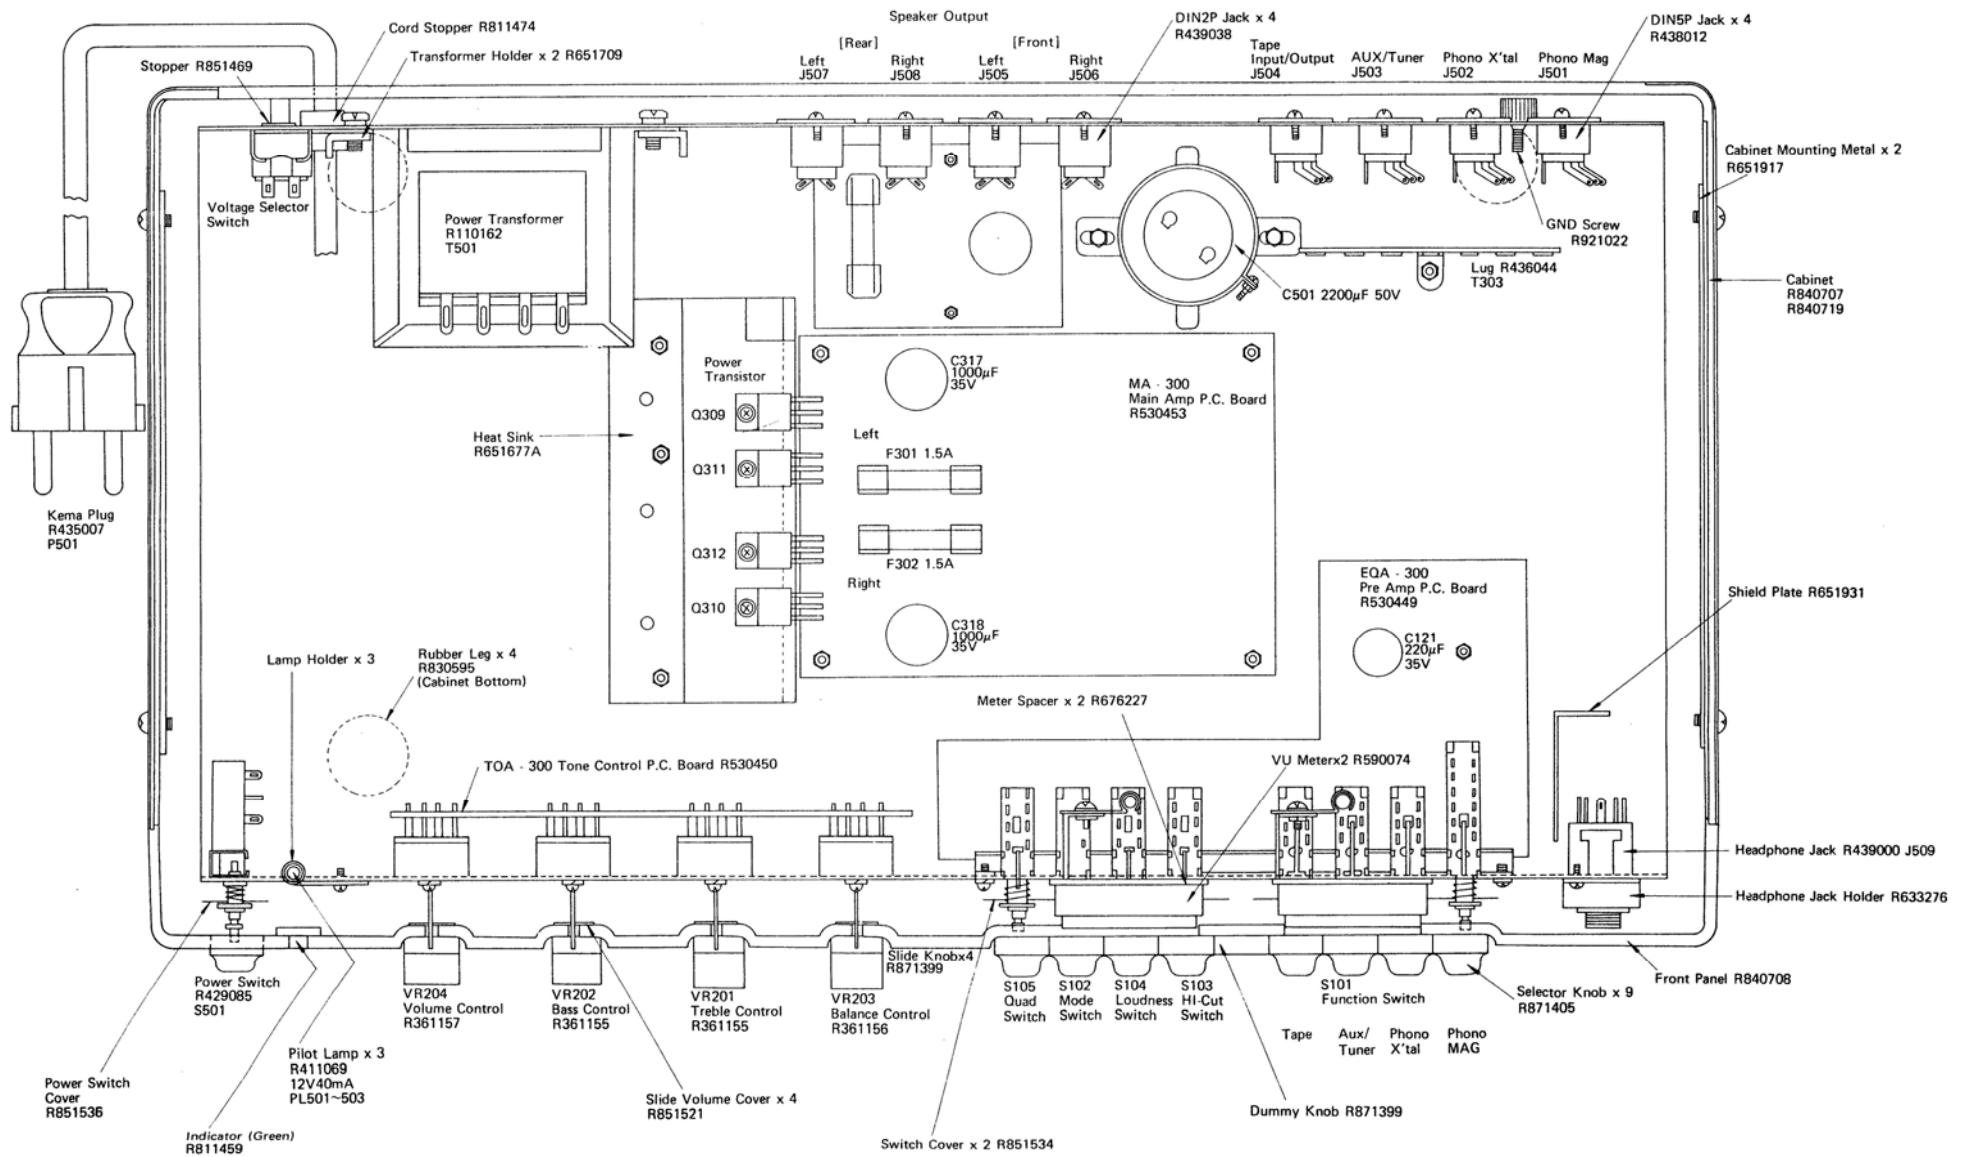 Cord Stopper R811474
Transformer Holder x 2 R651709
Stopper R851469
Speaker Output
[Rear]
[Front]
Left
J507
Right
J508
Left
J505
Right
J506
DIN2P Jack x 4
R439038
Tape
Input/Output
J504
AUX/Tuner
J503
Phono X'tal
J502
Phono Mag
J501
DIN5P Jack x 4
R438012
Voltage Selector
Switch
Power Transformer
R110162
T501
Cabinet Mounting Metal x 2
R651917
GND Screw
R921022
Lug R436044
T303
C501 2200μF 50V
Cabinet
R840707
R840719
Power
Transistor
Q309
Q311
Q312
Q310
Heat Sink
R651677A
C317
1000μF
35V
MA - 300
Main Amp P.C. Board
R530453
Left
F301 1.5A
F302 1.5A
Right
C318
1000μF
35V
Kema Plug
R435007
P501
EQA - 300
Pre Amp P.C. Board
R530449
C121
220μF
35V
Shield Plate R651931
Lamp Holder x 3
Rubber Leg x 4
R830595
(Cabinet Bottom)
Meter Spacer x 2 R676227
TOA - 300 Tone Control P.C. Board R530450
VU Meterx2 R590074
Headphone Jack R439000 J509
Headphone Jack Holder R633276
Front Panel R840708
Power Switch
R429085
S501
VR204
Volume Control
R361157
VR202
Bass Control
R361155
VR201
Treble Control
R361155
VR203
Balance Control
R361156
Slide Knobx4
R871399
S105
Quad
Switch
S102
Mode
Switch
S104
Loudness
Switch
S103
HI-Cut
Switch
S101
Function Switch
Tape
Aux/
Tuner
Phono
X'tal
Phono
MAG
Selector Knob x 9
R871405
Pilot Lamp x 3
R411069
12V40mA
PL501~503
Power Switch
Cover
R851536
Indicator (Green)
R811459
Slide Volume Cover x 4
R851521
Switch Cover x 2 R851534
Dummy Knob R871399